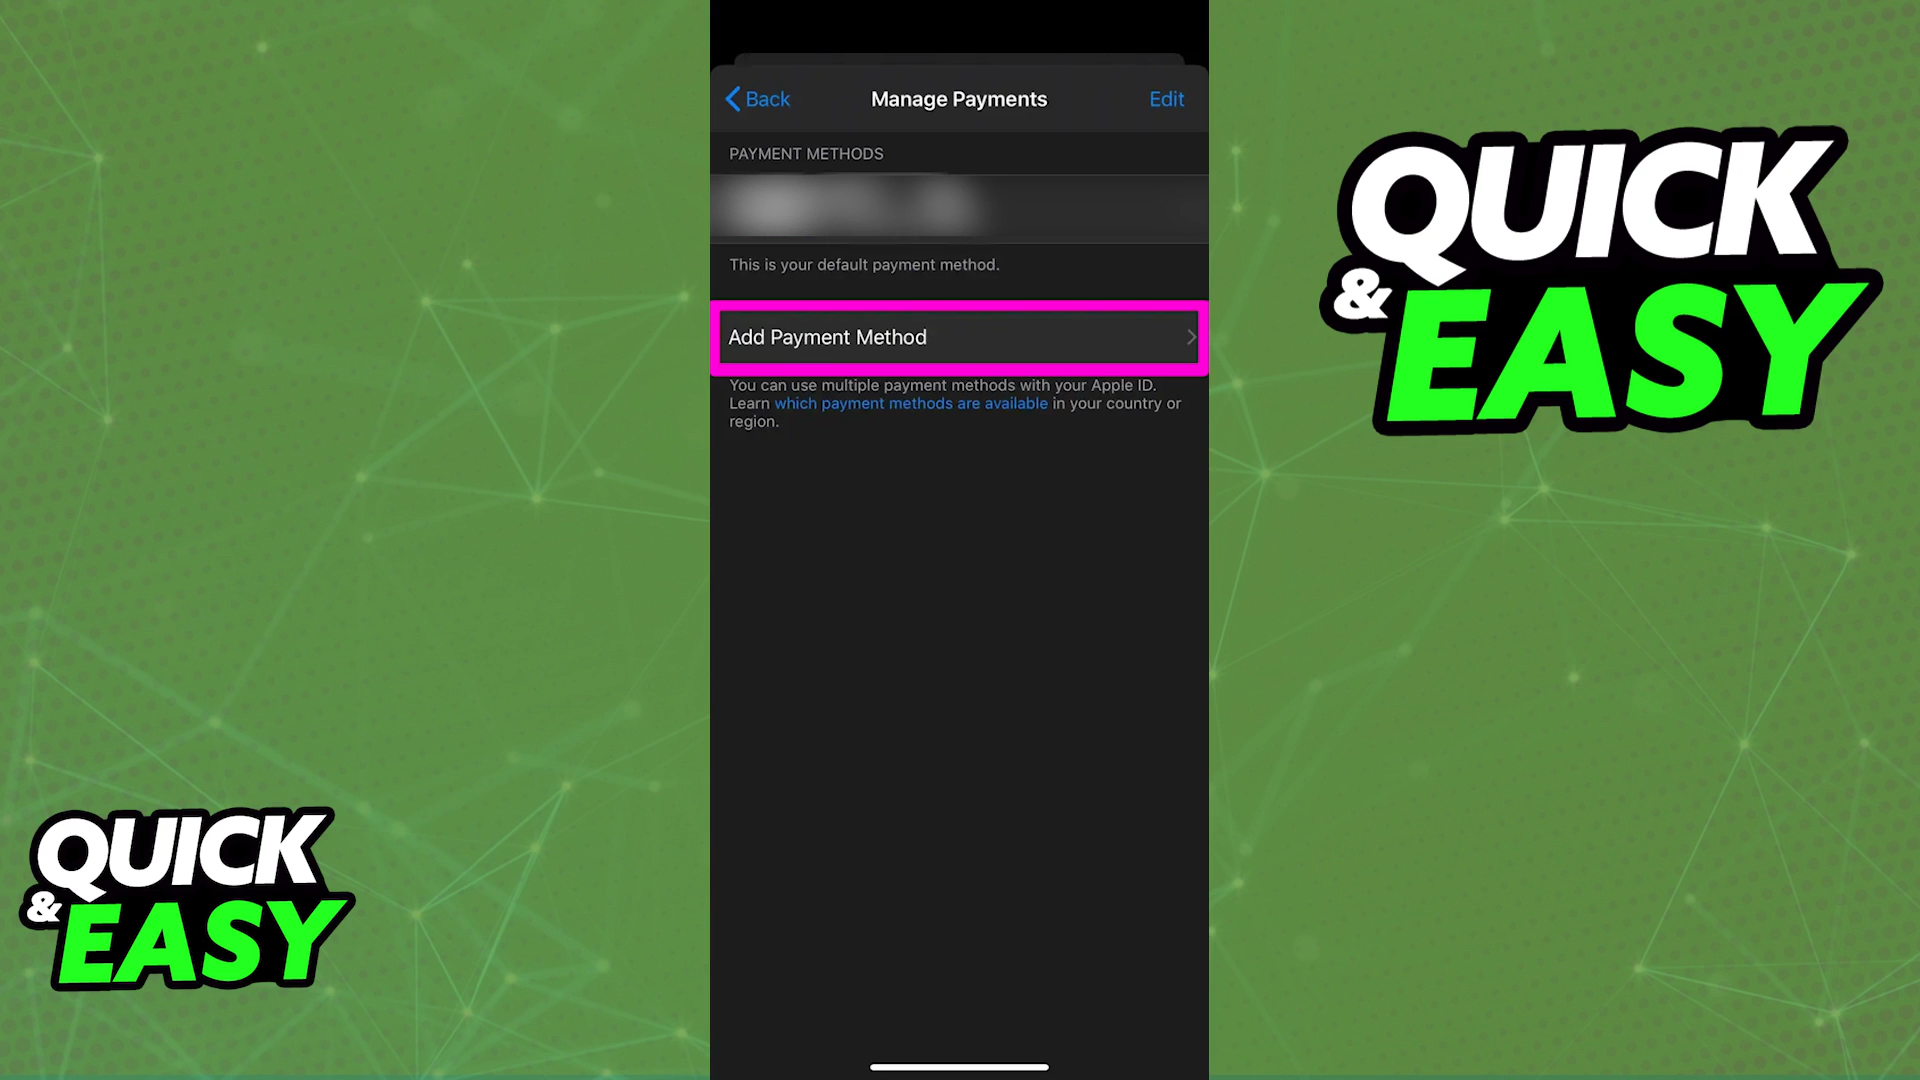 Back
Manage Payments
Edit
PAYMENT METHODS
This is your default payment method.
Add Payment Method
You can use multiple payment methods with your Apple ID.
Learn which payment methods are available in your country or
region.
QUICK
& EASY
QUICK
& EASY